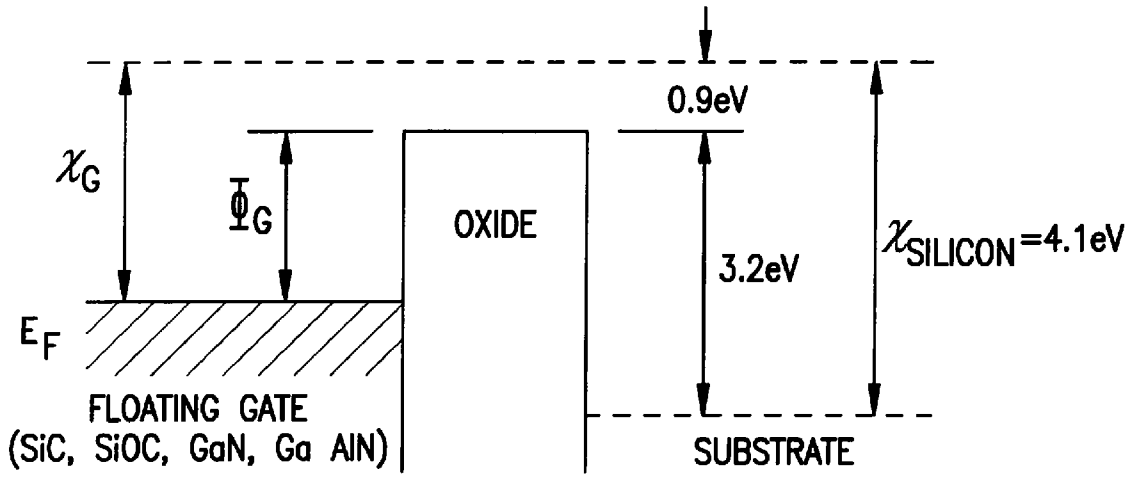 0.9eV
χG
ΦG
OXIDE
3.2eV
χSILICON=4.1eV
EF
FLOATING GATE
(SiC, SiOC, GaN, Ga AlN)
SUBSTRATE